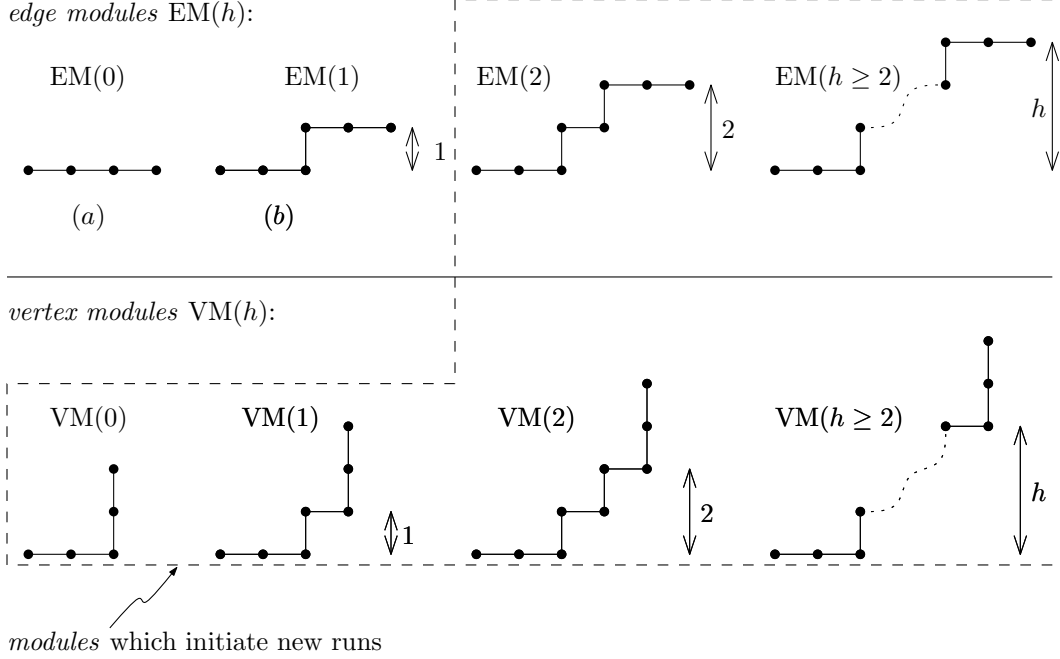 edge modules EM(h):
EM(0) EM(1) EM(2) EM(h ≥ 2)
1 2 h
(a) (b)
vertex modules VM(h):
VM(0) VM(1) VM(2) VM(h ≥ 2)
1 2 h
modules which initiate new runs